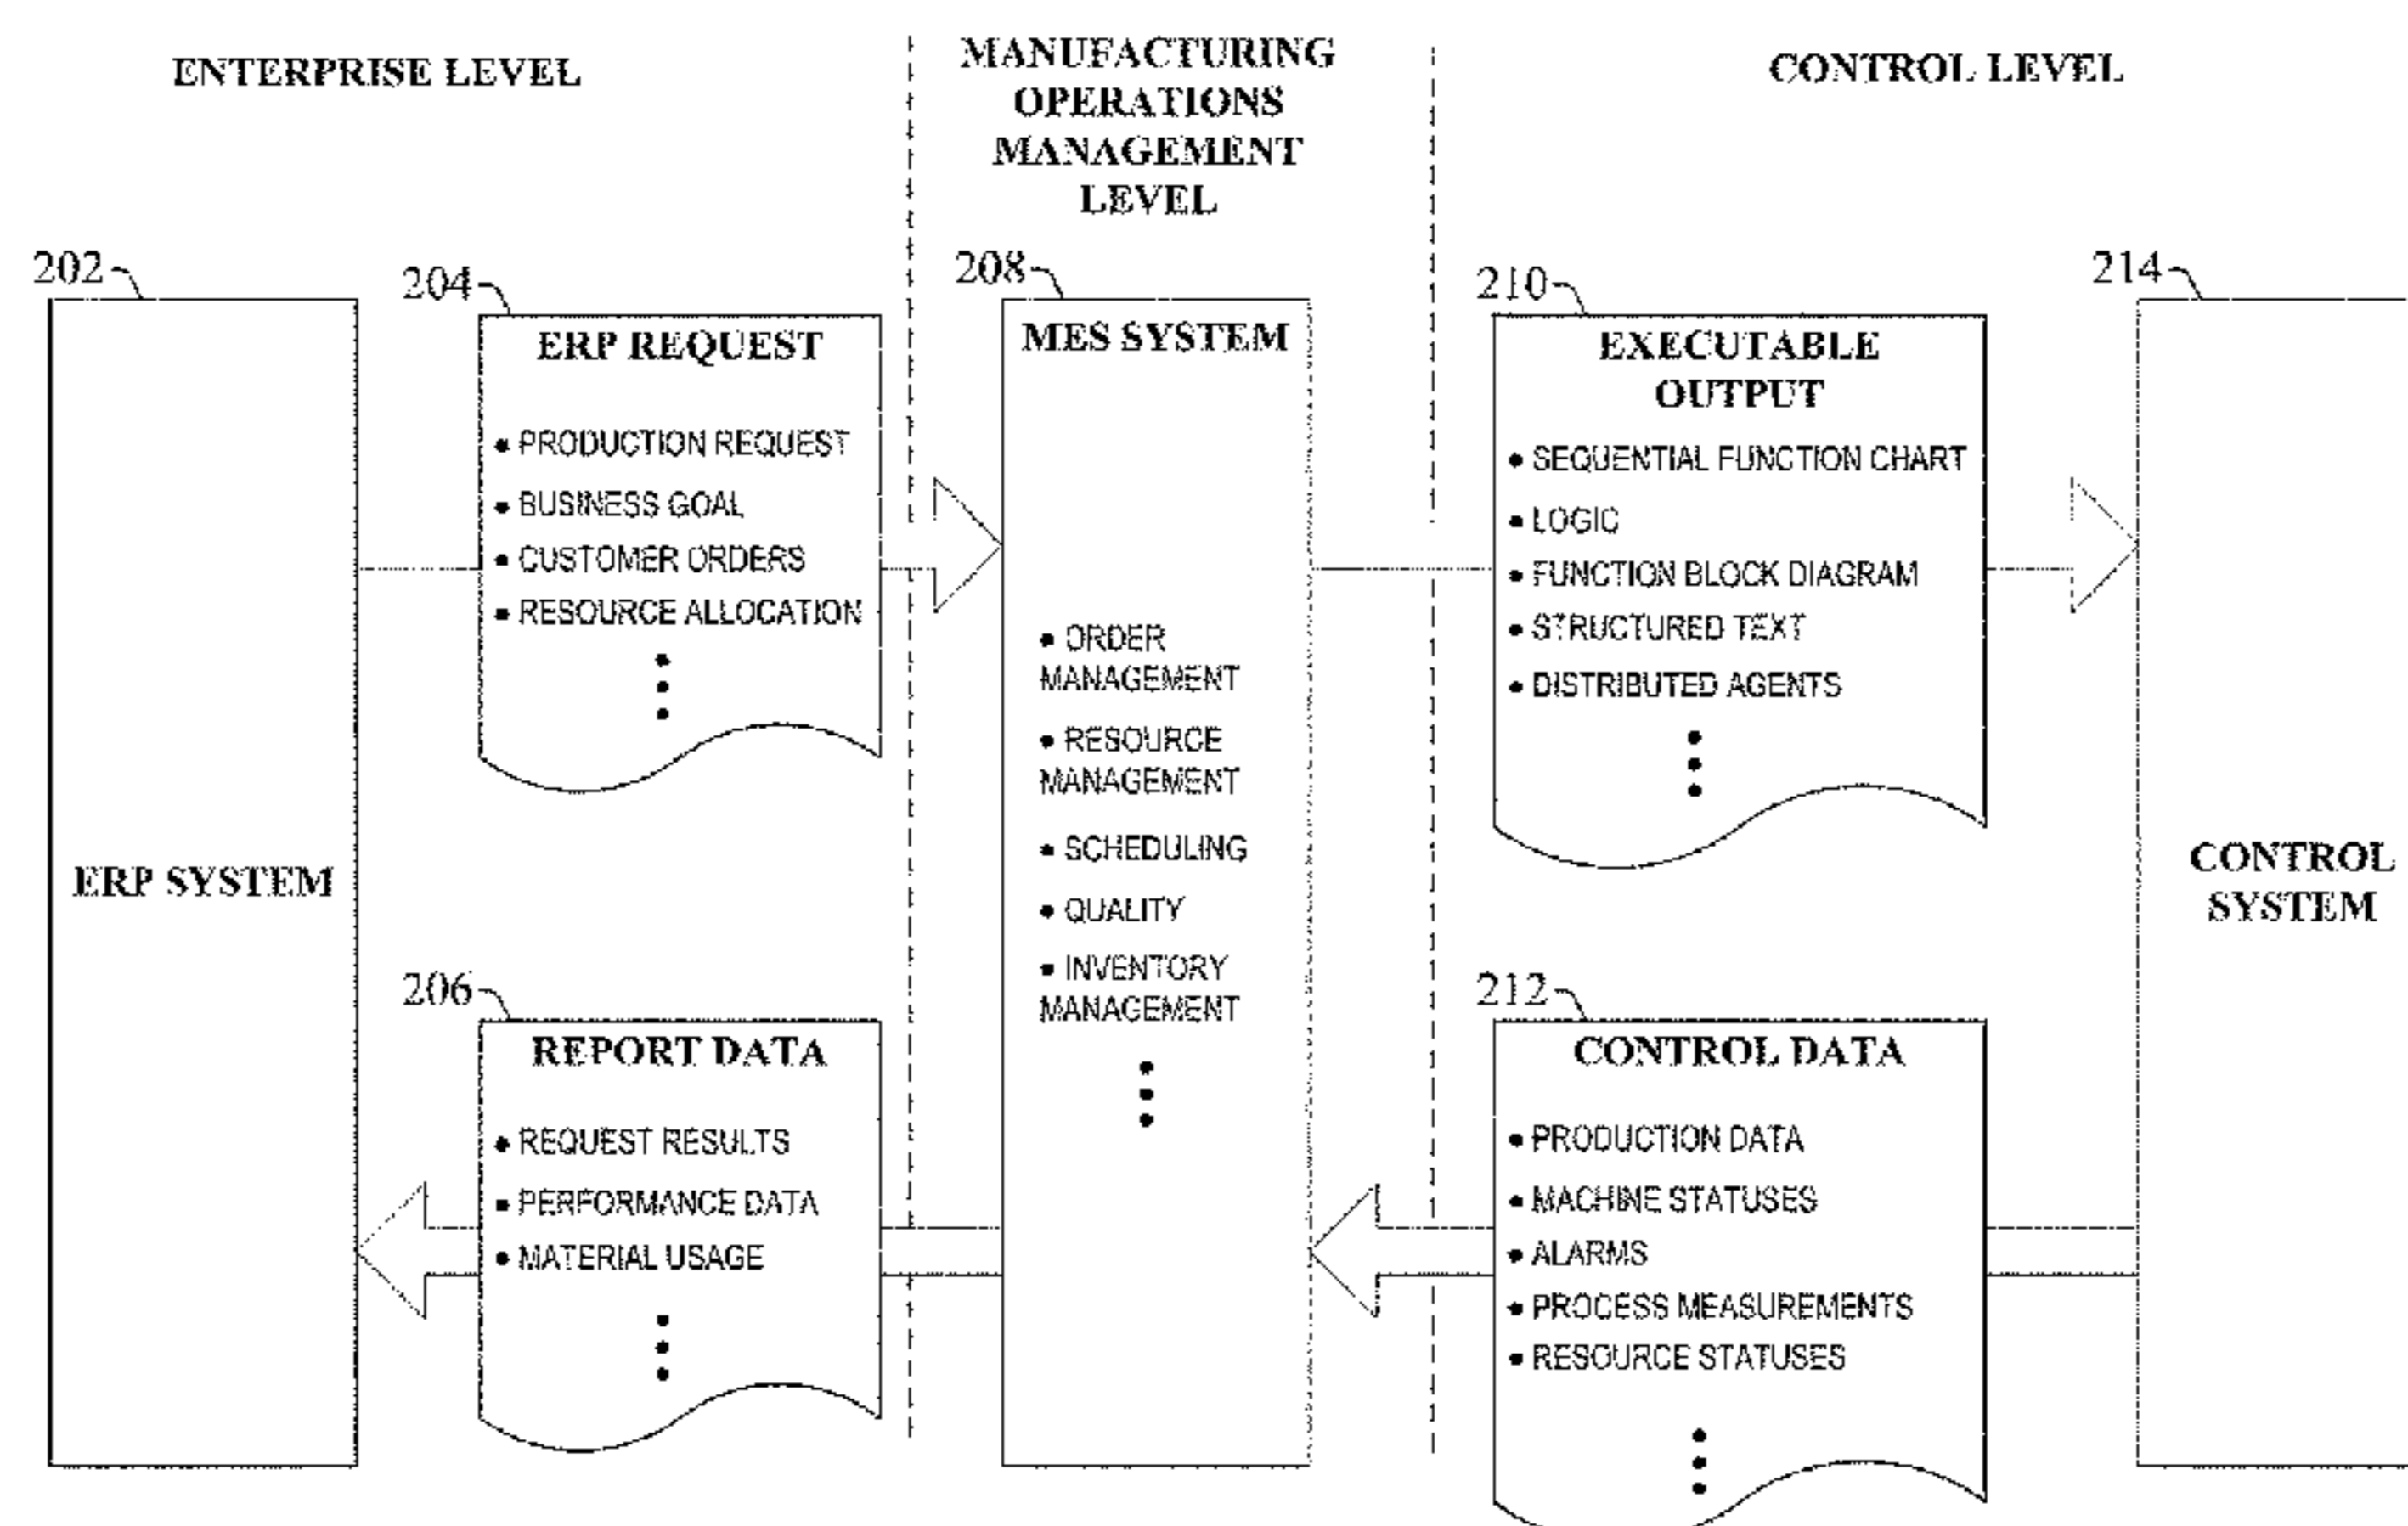 ENTERPRISE LEVEL
MANUFACTURING
OPERATIONS
MANAGEMENT
LEVEL
CONTROL LEVEL
202
ERP SYSTEM
204
ERP REQUEST
• PRODUCTION REQUEST
• BUSINESS GOAL
• CUSTOMER ORDERS
• RESOURCE ALLOCATION
206
REPORT DATA
• REQUEST RESULTS
• PERFORMANCE DATA
• MATERIAL USAGE
208
MES SYSTEM
• ORDER
MANAGEMENT
• RESOURCE
MANAGEMENT
• SCHEDULING
• QUALITY
• INVENTORY
MANAGEMENT
210
EXECUTABLE
OUTPUT
• SEQUENTIAL FUNCTION CHART
• LOGIC
• FUNCTION BLOCK DIAGRAM
• STRUCTURED TEXT
• DISTRIBUTED AGENTS
212
CONTROL DATA
• PRODUCTION DATA
• MACHINE STATUSES
• ALARMS
• PROCESS MEASUREMENTS
• RESOURCE STATUSES
214
CONTROL
SYSTEM